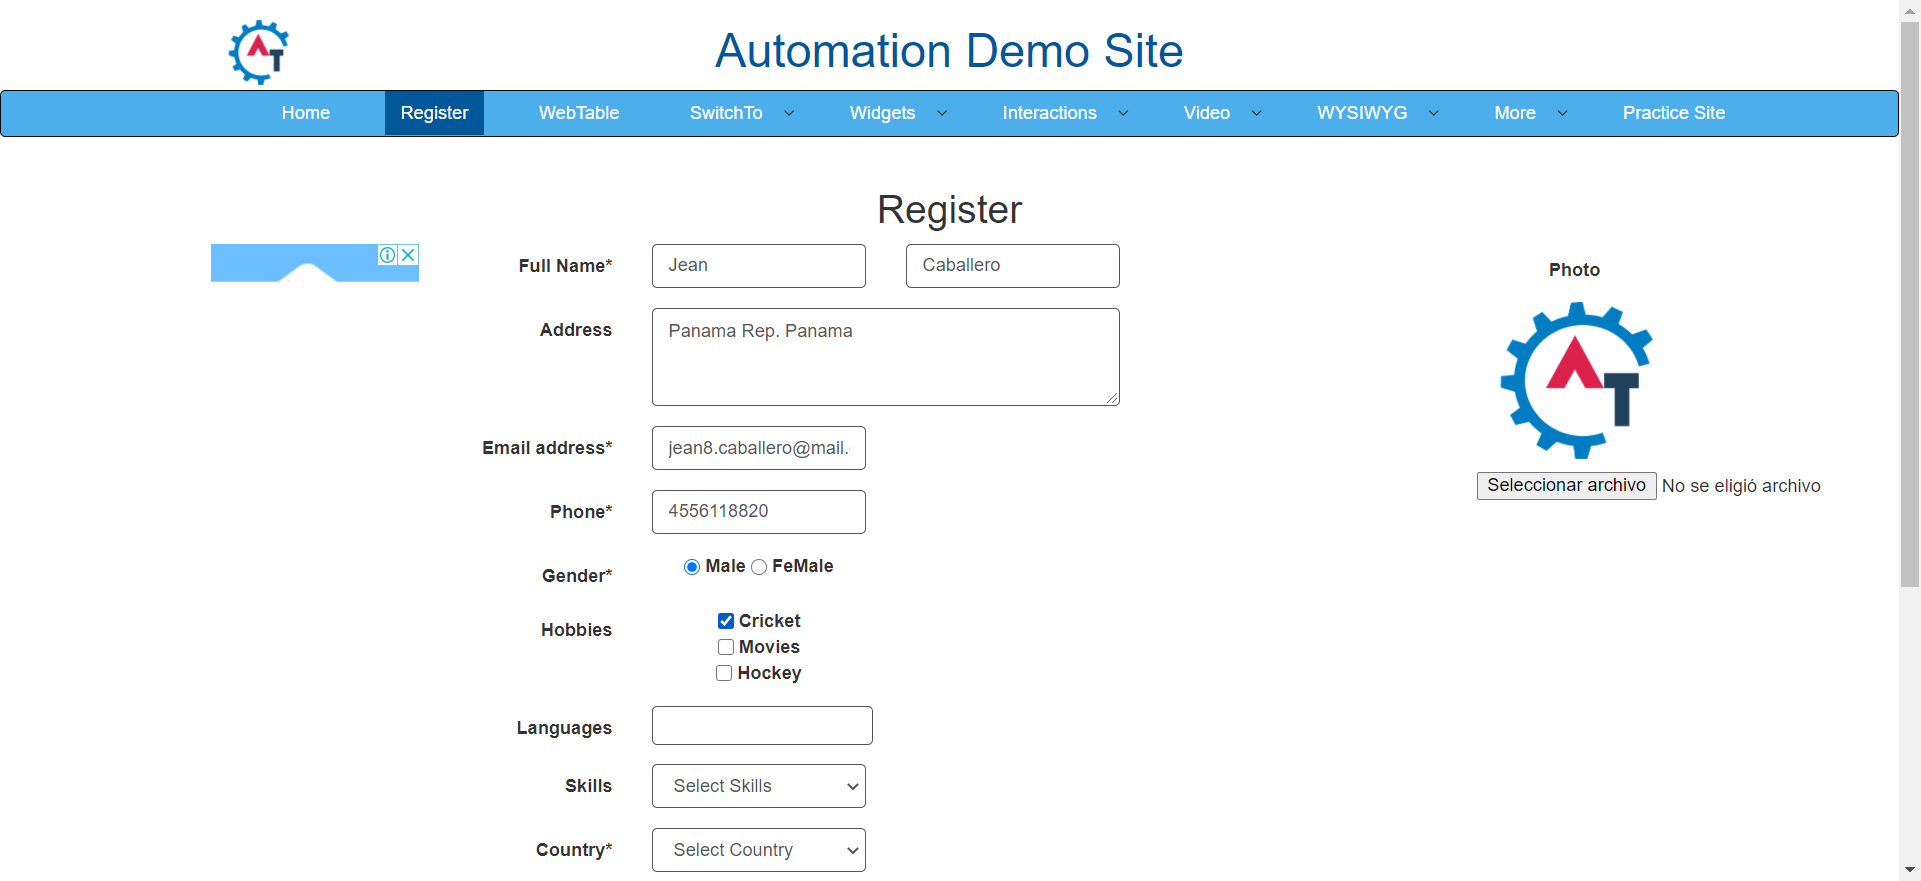 AT
Automation Demo Site
Home Register WebTable SwitchTo Widgets Interactions Video WYSIWYG More Practice Site
Register
Full Name* Jean Caballero
Photo
Address Panama Rep. Panama
AT
Email address* jean8.caballero@mail.
Seleccionar archivo No se eligió archivo
Phone* 4556118820
Gender* Male FeMale
Hobbies Cricket
Movies
Hockey
Languages
Skills Select Skills
Country* Select Country